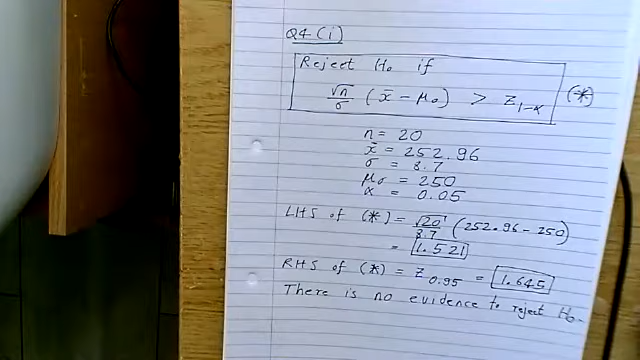 Q4 (i)
Reject H₀ if
√n/σ (x̄ - μ₀) > z₁₋α (*)
n = 20
x̄ = 252.96
σ = 8.7
μ₀ = 250
α = 0.05
LHS of (*) = √20/8.7 (252.96 - 250)
= 1.521
RHS of (*) = z₀.₉₅ = 1.645
There is no evidence to reject H₀.